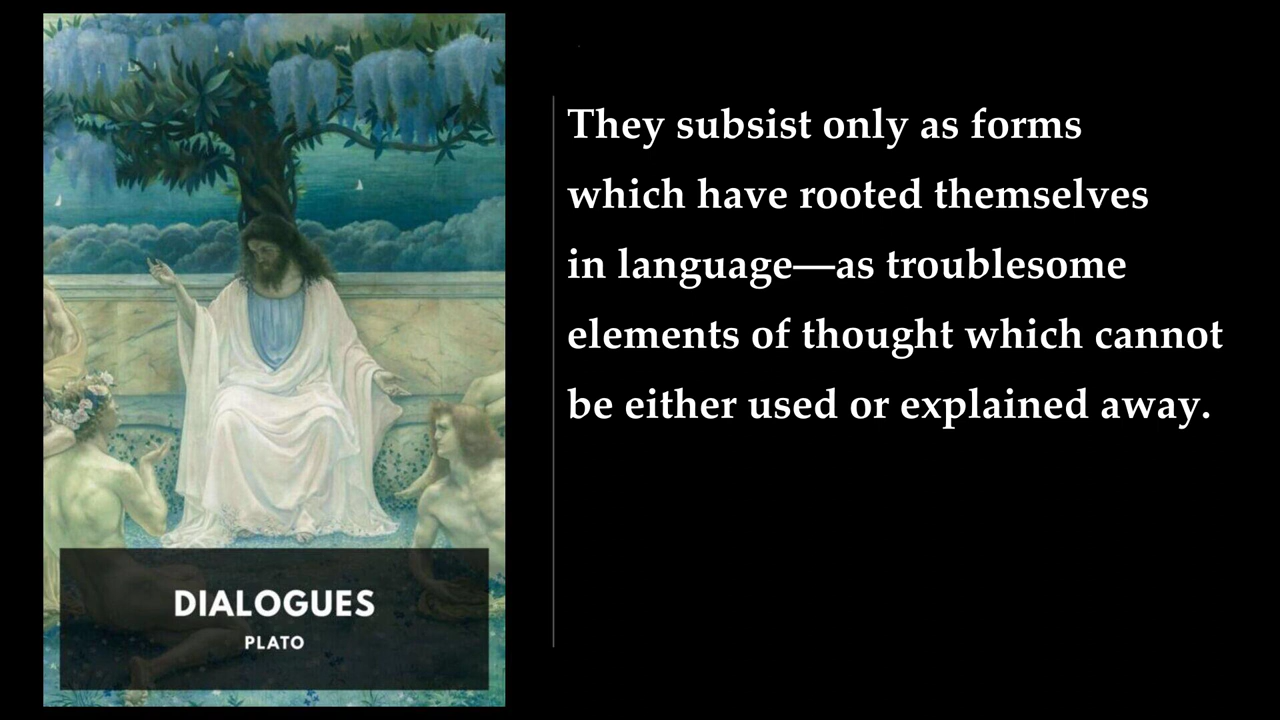 They subsist only as forms
which have rooted themselves
in language—as troublesome
elements of thought which cannot
be either used or explained away.
DIALOGUES
PLATO